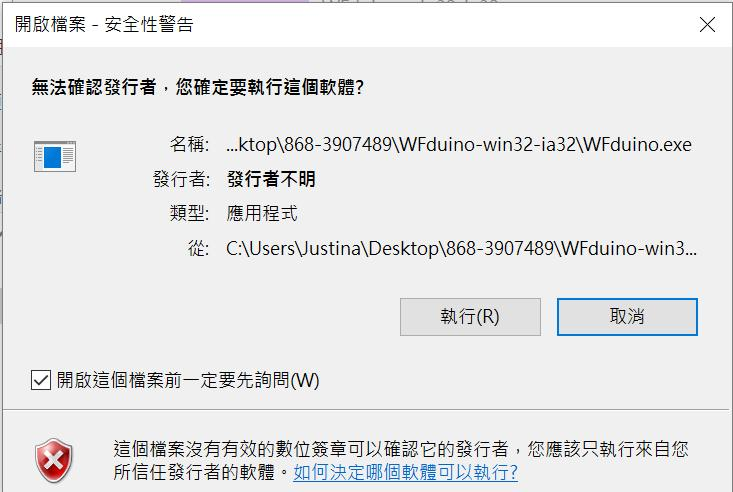 開啟檔案 - 安全性警告
無法確認發行者，您確定要執行這個軟體?
名稱: ...ktop\868-3907489\WFduino-win32-ia32\WFduino.exe
發行者: 發行者不明
類型: 應用程式
從: C:\Users\Justina\Desktop\868-3907489\WFduino-win3...
執行(R) 取消
開啟這個檔案前一定要先詢問(W)
這個檔案沒有有效的數位簽章可以確認它的發行者，您應該只執行來自您
所信任發行者的軟體。如何決定哪個軟體可以執行?